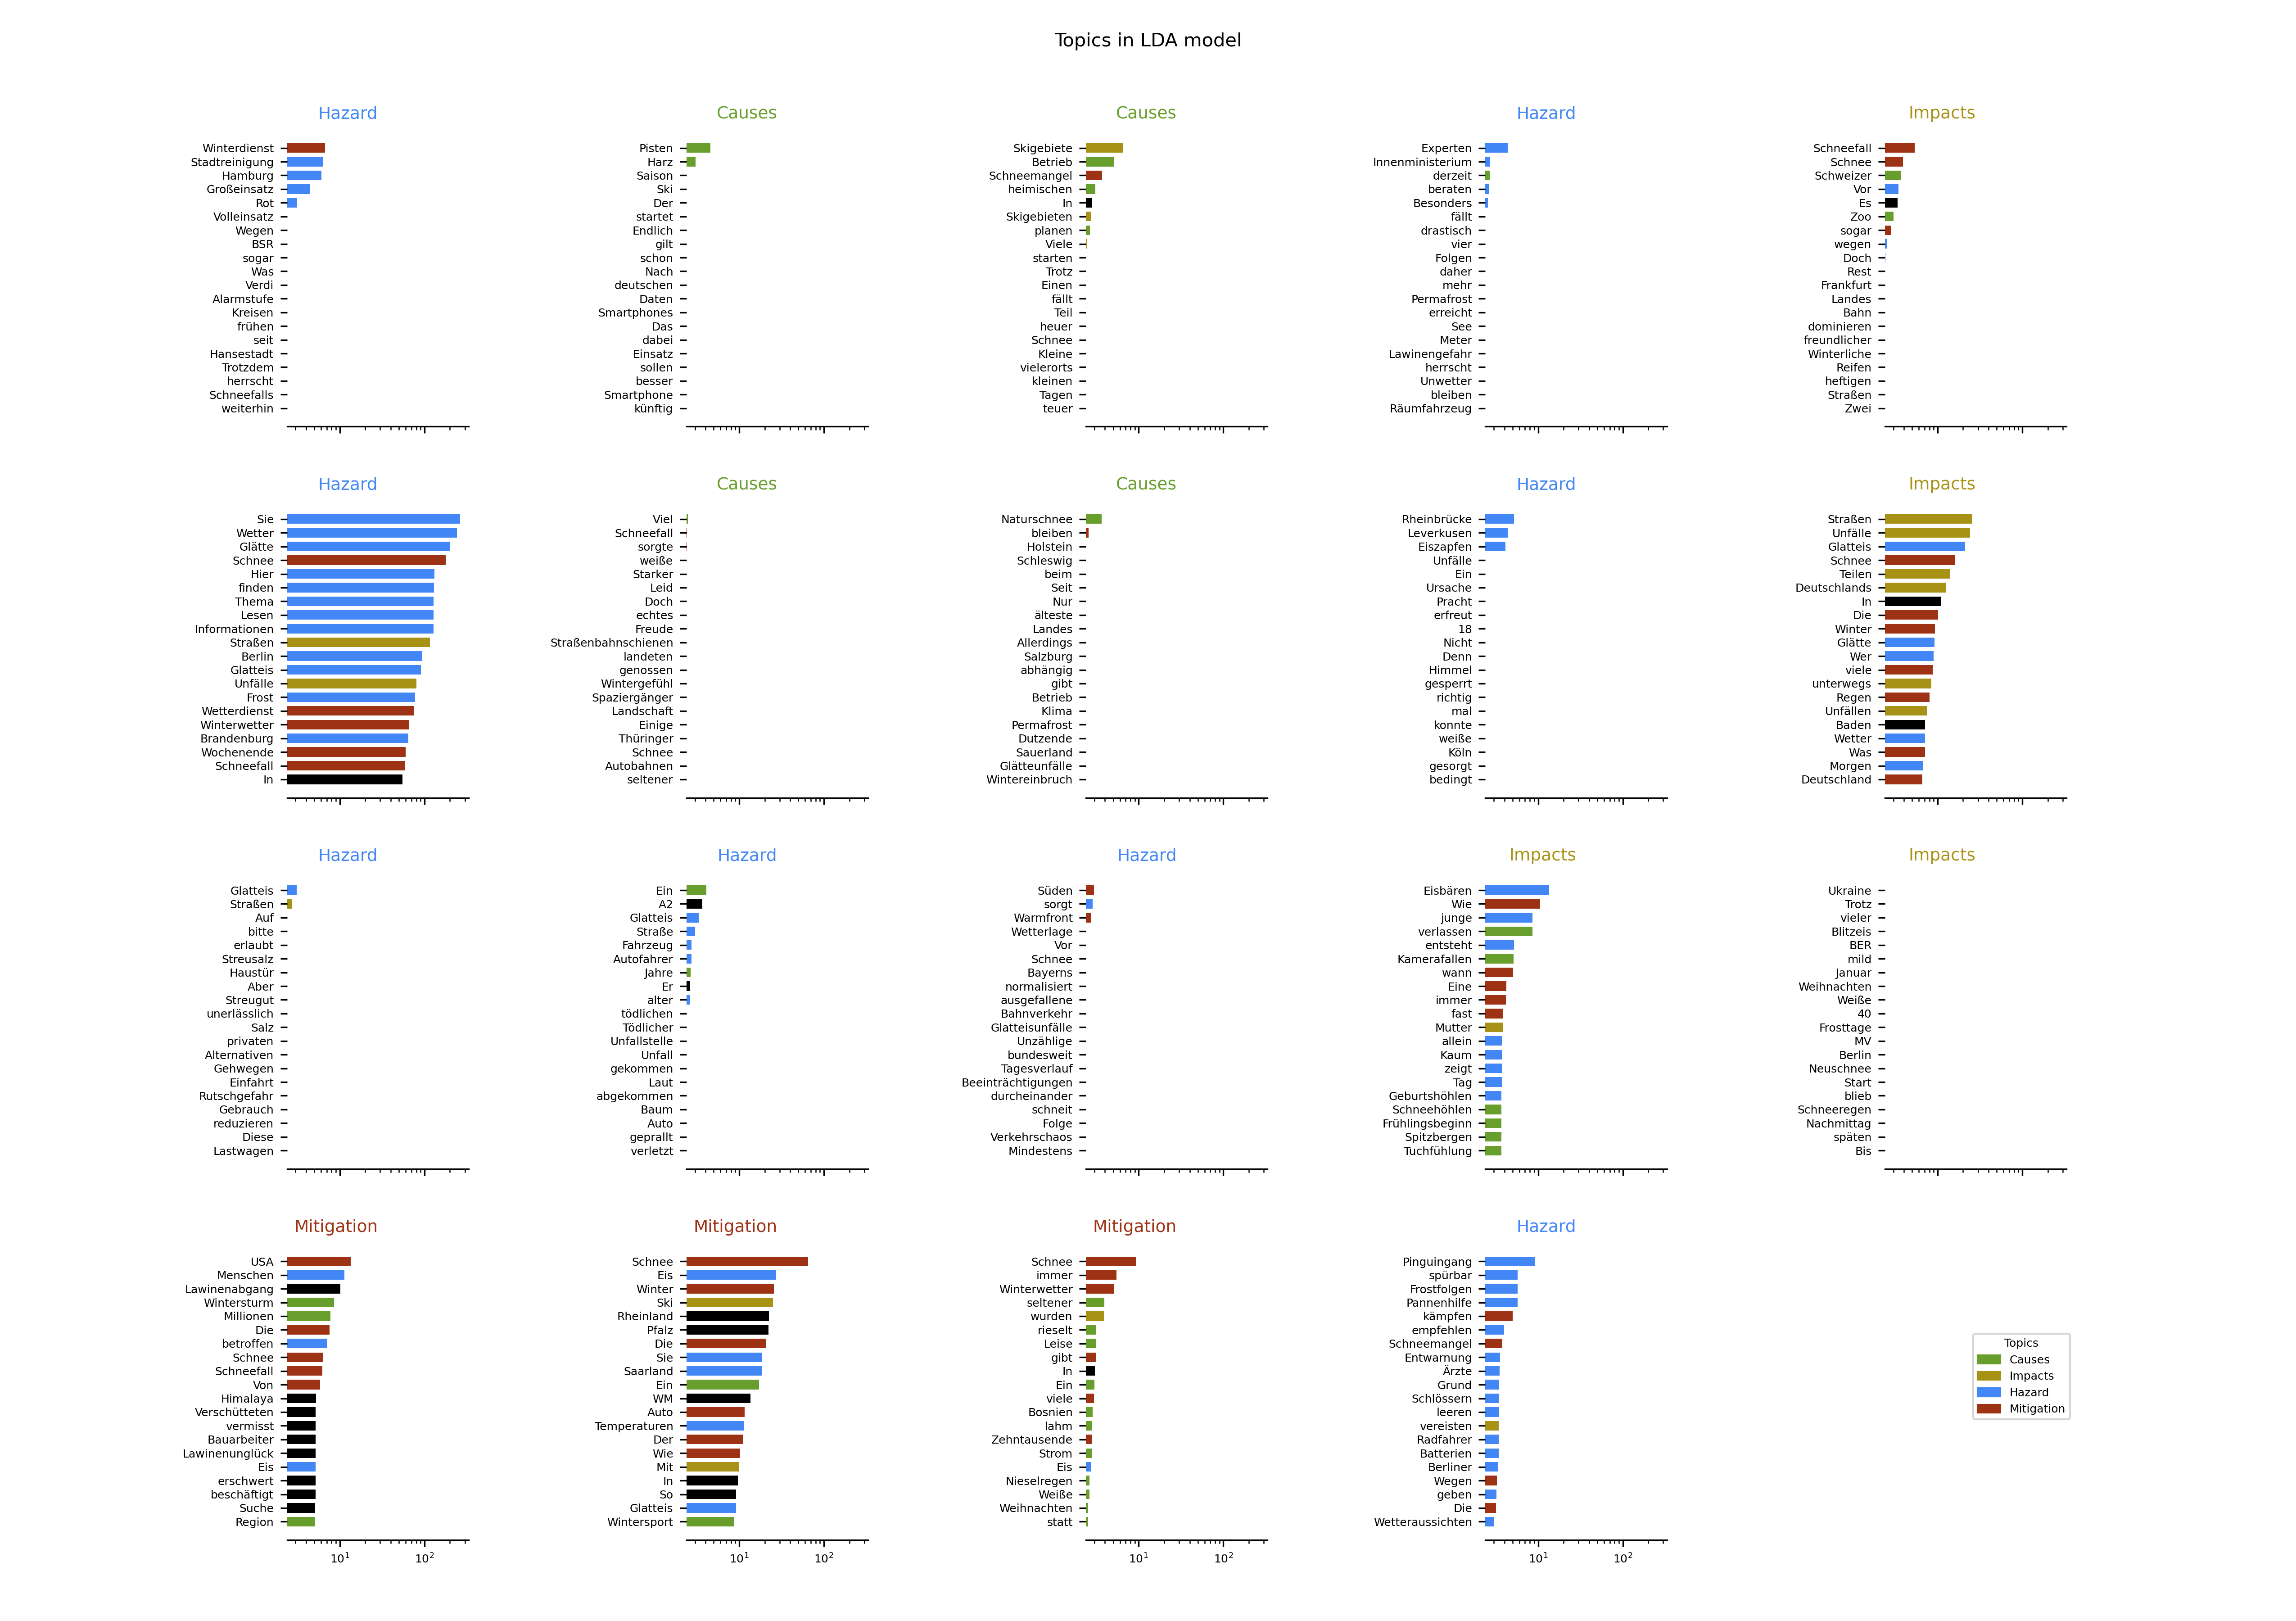 Topics in LDA model
Hazard
Winterdienst
Stadtreinigung
Hamburg
Großeinsatz
Rot
Volleinsatz
Wegen
BSR
sogar
Was
Verdi
Alarmstufe
Kreisen
frühen
seit
Hansestadt
Trotzdem
herrscht
Schneefalls
weiterhin
Causes
Pisten
Harz
Saison
Ski
Der
startet
Endlich
gilt
schon
Nach
deutschen
Daten
Smartphones
Das
dabei
Einsatz
sollen
besser
Smartphone
künftig
Causes
Skigebiete
Betrieb
Schneemangel
heimischen
In
Skigebieten
planen
Viele
starten
Trotz
Einen
fällt
Teil
heuer
Schnee
Kleine
vielerorts
kleinen
Tagen
teuer
Hazard
Experten
Innenministerium
derzeit
beraten
Besonders
fällt
drastisch
vier
Folgen
daher
mehr
Permafrost
erreicht
See
Meter
Lawinengefahr
herrscht
Unwetter
bleiben
Räumfahrzeug
Impacts
Schneefall
Schnee
Schweizer
Vor
Es
Zoo
sogar
wegen
Doch
Rest
Frankfurt
Landes
Bahn
dominieren
freundlicher
Winterliche
Reifen
heftigen
Straßen
Zwei
Hazard
Sie
Wetter
Glätte
Schnee
Hier
finden
Thema
Lesen
Informationen
Straßen
Berlin
Glatteis
Unfälle
Frost
Wetterdienst
Winterwetter
Brandenburg
Wochenende
Schneefall
In
Causes
Viel
Schneefall
sorgte
weiße
Starker
Leid
Doch
echtes
Freude
Straßenbahnschienen
landeten
genossen
Wintergefühl
Spaziergänger
Landschaft
Einige
Thüringer
Schnee
Autobahnen
seltener
Causes
Naturschnee
bleiben
Holstein
Schleswig
beim
Seit
Nur
älteste
Landes
Allerdings
Salzburg
abhängig
gibt
Betrieb
Klima
Permafrost
Dutzende
Sauerland
Glätteunfälle
Wintereinbruch
Hazard
Rheinbrücke
Leverkusen
Eiszapfen
Unfälle
Ein
Ursache
Pracht
erfreut
18
Nicht
Denn
Himmel
gesperrt
richtig
mal
konnte
weiße
Köln
gesorgt
bedingt
Impacts
Straßen
Unfälle
Glatteis
Schnee
Teilen
Deutschlands
In
Die
Winter
Glätte
Wer
viele
unterwegs
Regen
Unfällen
Baden
Wetter
Was
Morgen
Deutschland
Hazard
Glatteis
Straßen
Auf
bitte
erlaubt
Streusalz
Haustür
Aber
Streugut
unerlässlich
Salz
privaten
Alternativen
Gehwegen
Einfahrt
Rutschgefahr
Gebrauch
reduzieren
Diese
Lastwagen
Hazard
Ein
A2
Glatteis
Straße
Fahrzeug
Autofahrer
Jahre
Er
alter
tödlichen
Tödlicher
Unfallstelle
Unfall
gekommen
Laut
abgekommen
Baum
Auto
geprallt
verletzt
Hazard
Süden
sorgt
Warmfront
Wetterlage
Vor
Schnee
Bayerns
normalisiert
ausgefallene
Bahnverkehr
Glatteisunfälle
Unzählige
bundesweit
Tagesverlauf
Beeinträchtigungen
durcheinander
schneit
Folge
Verkehrschaos
Mindestens
Impacts
Eisbären
Wie
junge
verlassen
entsteht
Kamerafallen
wann
Eine
immer
fast
Mutter
allein
Kaum
zeigt
Tag
Geburtshöhlen
Schneehöhlen
Frühlingsbeginn
Spitzbergen
Tuchfühlung
Impacts
Ukraine
Trotz
vieler
Blitzeis
BER
mild
Januar
Weihnachten
Weiße
40
Frosttage
MV
Berlin
Neuschnee
Start
blieb
Schneeregen
Nachmittag
späten
Bis
Mitigation
USA
Menschen
Lawinenabgang
Wintersturm
Millionen
Die
betroffen
Schnee
Schneefall
Von
Himalaya
Verschütteten
vermisst
Bauarbeiter
Lawinenunglück
Eis
erschwert
beschäftigt
Suche
Region
10¹ 10²
Mitigation
Schnee
Eis
Winter
Ski
Rheinland
Pfalz
Die
Sie
Saarland
Ein
WM
Auto
Temperaturen
Der
Wie
Mit
In
So
Glatteis
Wintersport
10¹ 10²
Mitigation
Schnee
immer
Winterwetter
seltener
wurden
rieselt
Leise
gibt
In
Ein
viele
Bosnien
lahm
Zehntausende
Strom
Eis
Nieselregen
Weiße
Weihnachten
statt
10¹ 10²
Hazard
Pinguingang
spürbar
Frostfolgen
Pannenhilfe
kämpfen
empfehlen
Schneemangel
Entwarnung
Ärzte
Grund
Schlössern
leeren
vereisten
Radfahrer
Batterien
Berliner
Wegen
geben
Die
Wetteraussichten
10¹ 10²
Topics
Causes
Impacts
Hazard
Mitigation